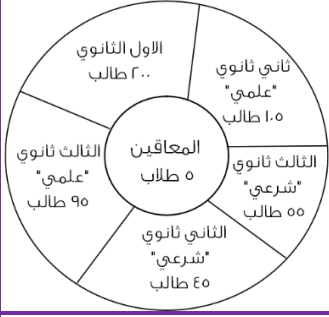 الاول الثانوي
٢٠٠ طالب
ثاني ثانوي
"علمي"
١٠٥ طالب
الثالث ثانوي
"شرعي"
٥٥ طالب
الثاني ثانوي
"شرعي"
٤٥ طالب
الثالث ثانوي
"علمي"
٩٥ طالب
المعاقين
٥ طلاب